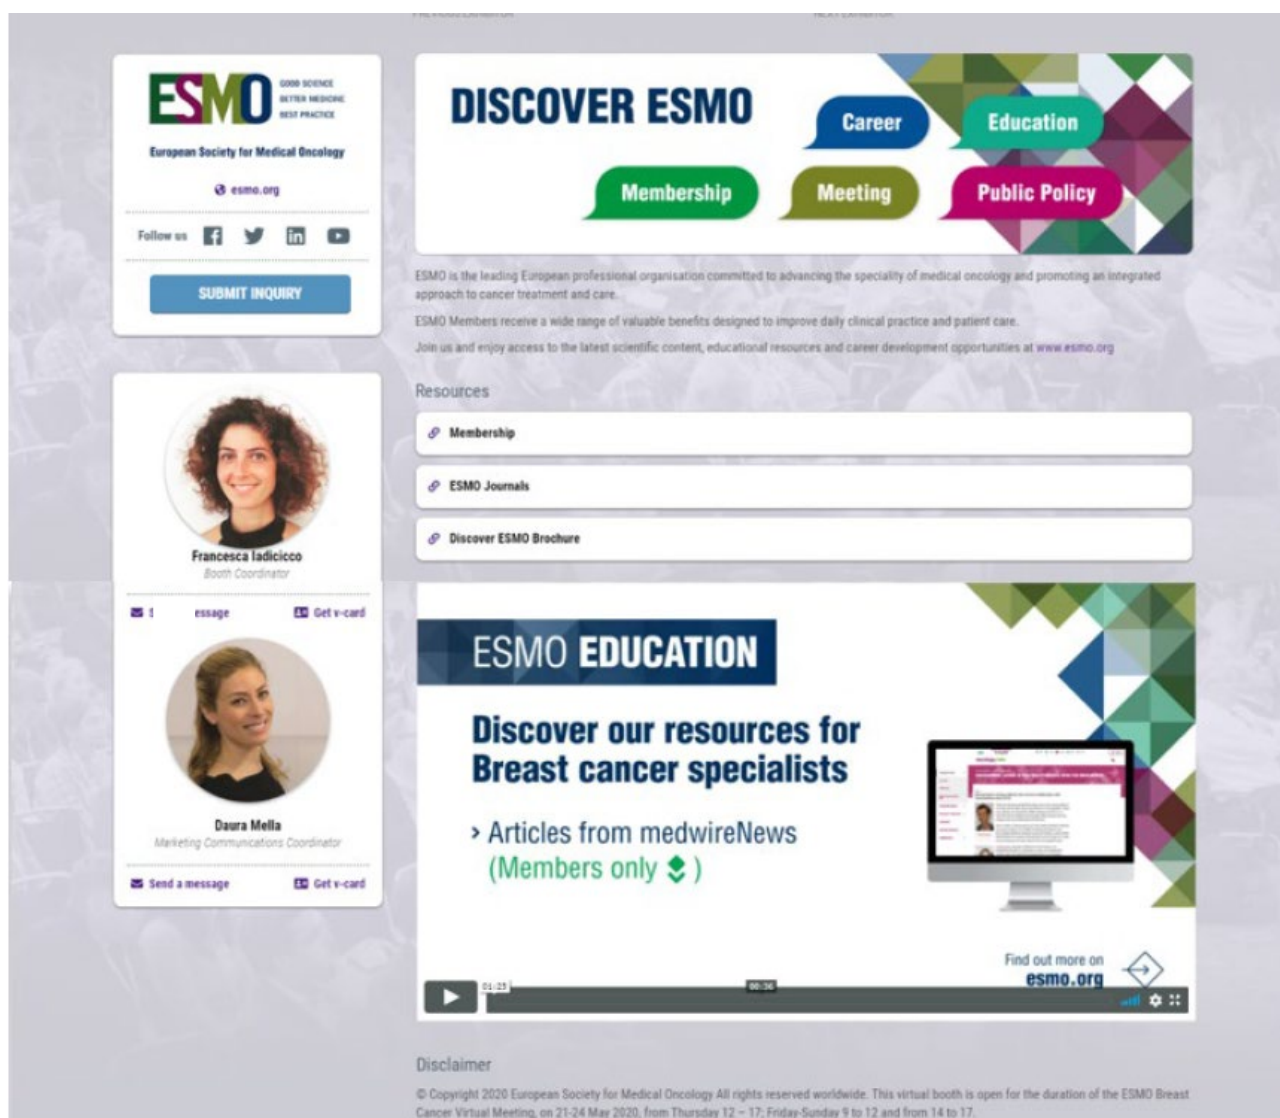 PREVIOUS EXHIBITOR
NEXT EXHIBITOR
ESMO
GOOD SCIENCE
BETTER MEDICINE
BEST PRACTICE
European Society for Medical Oncology
esmo.org
Follow us
SUBMIT INQUIRY
Francesca Iadicicco
Booth Coordinator
essage
Get v-card
Daura Mella
Marketing Communications Coordinator
Send a message
Get v-card
DISCOVER ESMO
Career
Education
Membership
Meeting
Public Policy
ESMO is the leading European professional organisation committed to advancing the speciality of medical oncology and promoting an integrated
approach to cancer treatment and care.
ESMO Members receive a wide range of valuable benefits designed to improve daily clinical practice and patient care.
Join us and enjoy access to the latest scientific content, educational resources and career development opportunities at www.esmo.org
Resources
Membership
ESMO Journals
Discover ESMO Brochure
ESMO EDUCATION
Discover our resources for
Breast cancer specialists
› Articles from medwireNews
(Members only )
Find out more on
esmo.org
01:23
00:36
Disclaimer
© Copyright 2020 European Society for Medical Oncology All rights reserved worldwide. This virtual booth is open for the duration of the ESMO Breast
Cancer Virtual Meeting, on 21-24 May 2020, from Thursday 12 – 17; Friday-Sunday 9 to 12 and from 14 to 17.